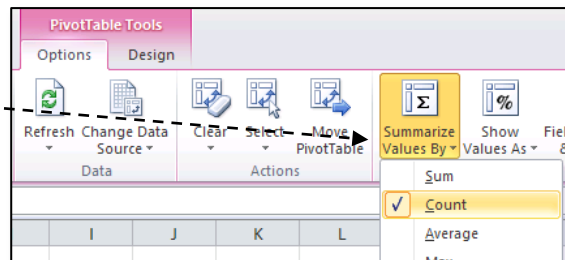 PivotTable Tools
Options Design
Refresh Change Data Source Clear Select Move PivotTable Summarize Values By Show Values As
Data Actions
Sum
Count
Average
I J K L